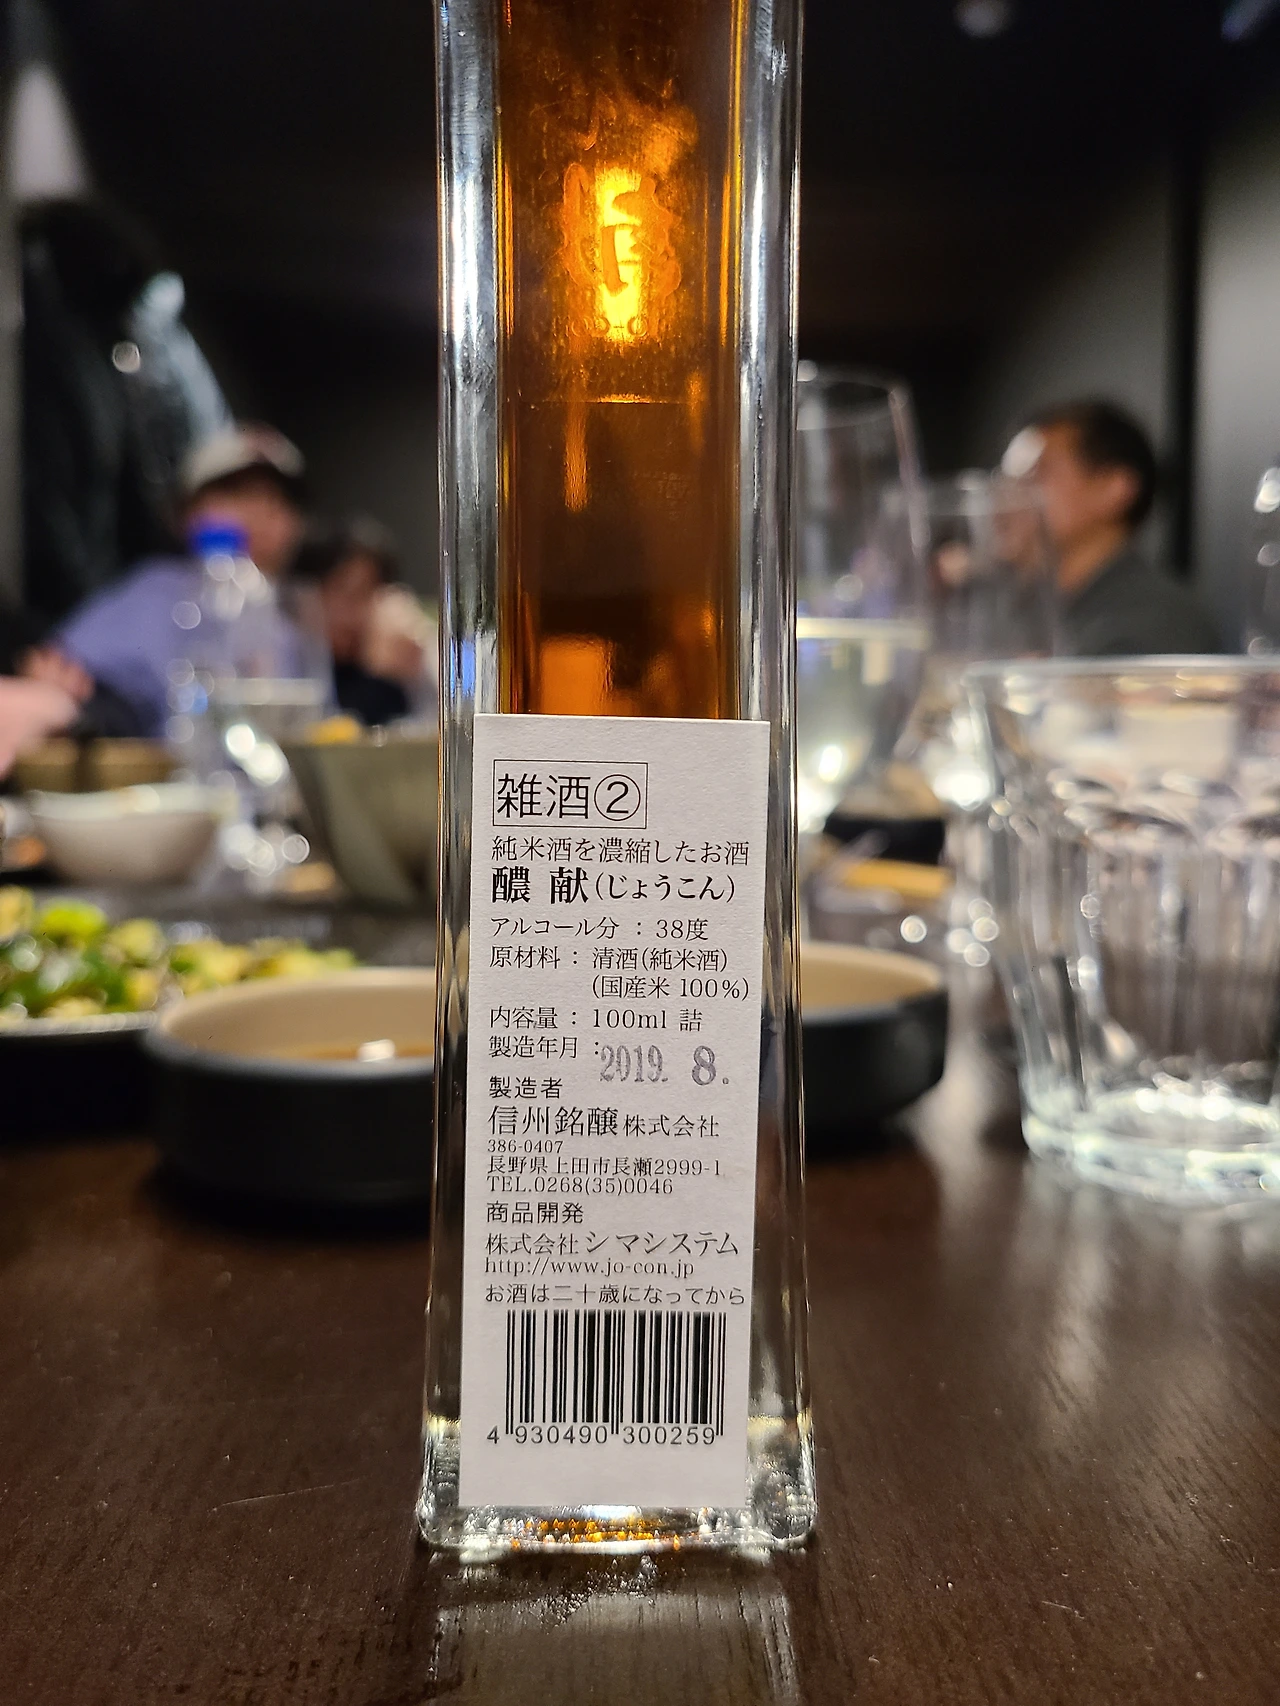 雑酒②
純米酒を濃縮したお酒
醲献(じょうこん)
アルコール分 : 38度
原材料 : 清酒(純米酒)
(国産米 100%)
内容量 : 100ml 詰
製造年月 : 2019. 8.
製造者
信州銘醸株式会社
386-0407
長野県上田市長瀬2999-1
TEL.0268(35)0046
商品開発
株式会社シマシステム
http://www.jo-con.jp
お酒は二十歳になってから
4 930490 300259